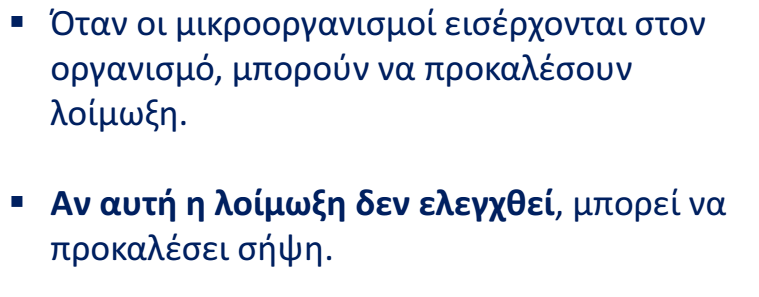 ▪ Όταν οι μικροοργανισμοί εισέρχονται στον
οργανισμό, μπορούν να προκαλέσουν
λοίμωξη.
▪ Αν αυτή η λοίμωξη δεν ελεγχθεί, μπορεί να
προκαλέσει σήψη.